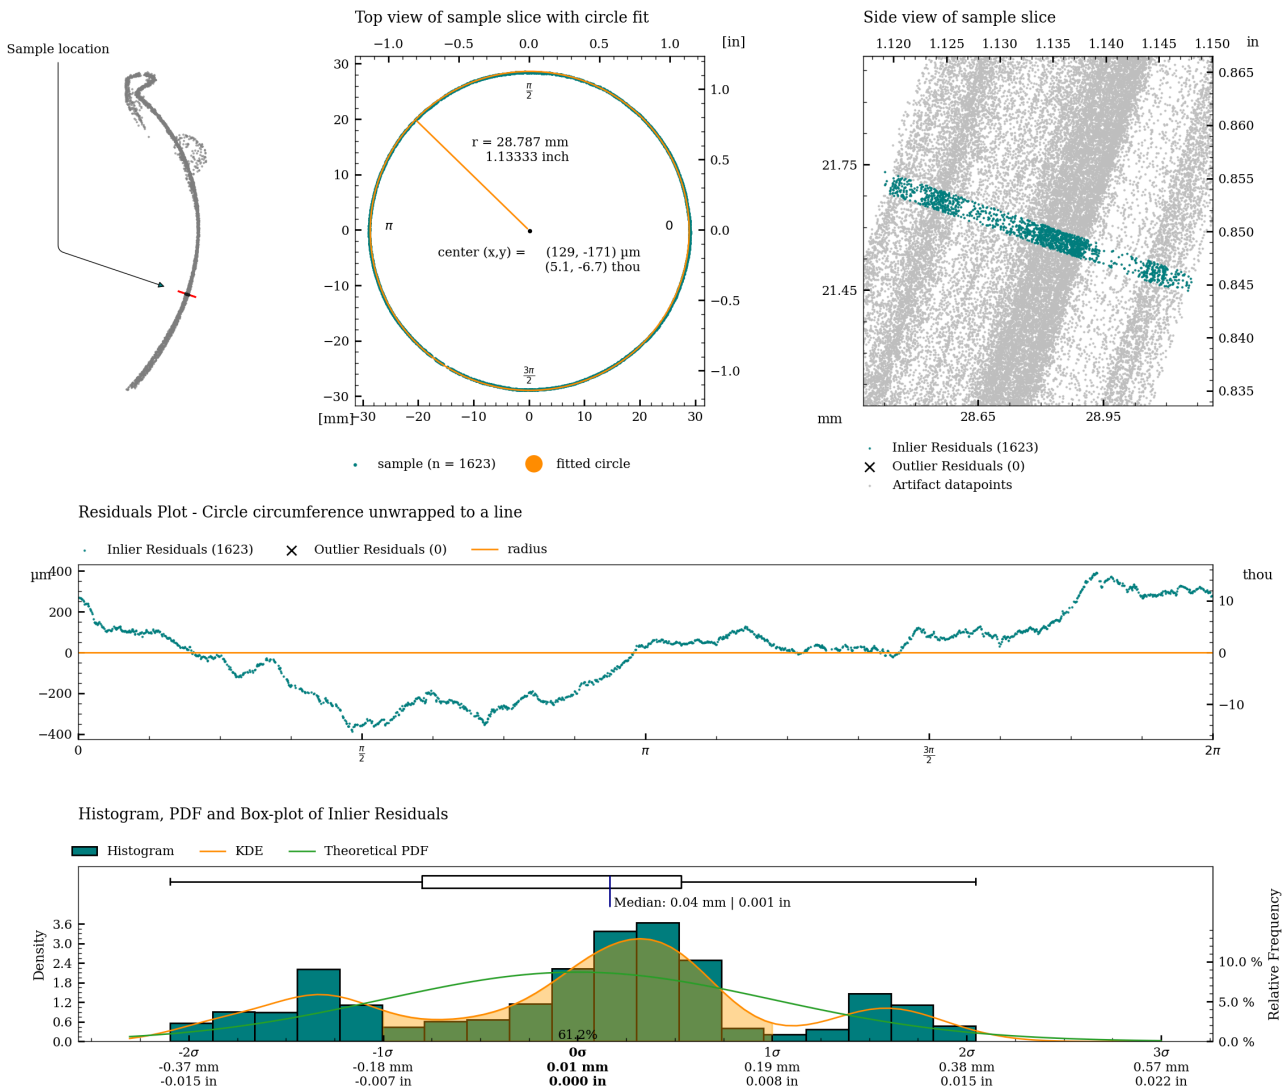 Sample location
Top view of sample slice with circle fit
−1.0 −0.5 0.0 0.5 1.0 [in]
30
20
10
0
−10
−20
−30
1.0
0.5
0.0
−0.5
−1.0
π/2
r = 28.787 mm
1.13333 inch
π
0
center (x,y) = (129, -171) µm
(5.1, -6.7) thou
3π/2
[mm] −30 −20 −10 0 10 20 30
sample (n = 1623) fitted circle
Side view of sample slice
1.120 1.125 1.130 1.135 1.140 1.145 1.150 in
21.75
21.45
0.865
0.860
0.855
0.850
0.845
0.840
0.835
mm 28.65 28.95
Inlier Residuals (1623)
Outlier Residuals (0)
Artifact datapoints
Residuals Plot - Circle circumference unwrapped to a line
Inlier Residuals (1623) Outlier Residuals (0) radius
µm
400
200
0
−200
−400
thou
10
0
−10
0 π/2 π 3π/2 2π
Histogram, PDF and Box-plot of Inlier Residuals
Histogram KDE Theoretical PDF
Median: 0.04 mm | 0.001 in
Density
3.6
3.0
2.4
1.8
1.2
0.6
0.0
Relative Frequency
10.0 %
5.0 %
0.0 %
61.2%
-2σ -1σ 0σ 1σ 2σ 3σ
-0.37 mm -0.18 mm 0.01 mm 0.19 mm 0.38 mm 0.57 mm
-0.015 in -0.007 in 0.000 in 0.008 in 0.015 in 0.022 in